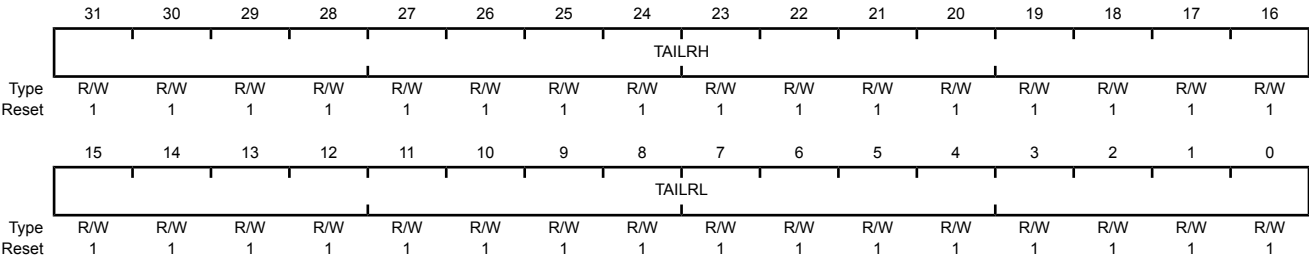 31 30 29 28 27 26 25 24 23 22 21 20 19 18 17 16
TAILRH
Type R/W R/W R/W R/W R/W R/W R/W R/W R/W R/W R/W R/W R/W R/W R/W R/W
Reset 1 1 1 1 1 1 1 1 1 1 1 1 1 1 1 1
15 14 13 12 11 10 9 8 7 6 5 4 3 2 1 0
TAILRL
Type R/W R/W R/W R/W R/W R/W R/W R/W R/W R/W R/W R/W R/W R/W R/W R/W
Reset 1 1 1 1 1 1 1 1 1 1 1 1 1 1 1 1